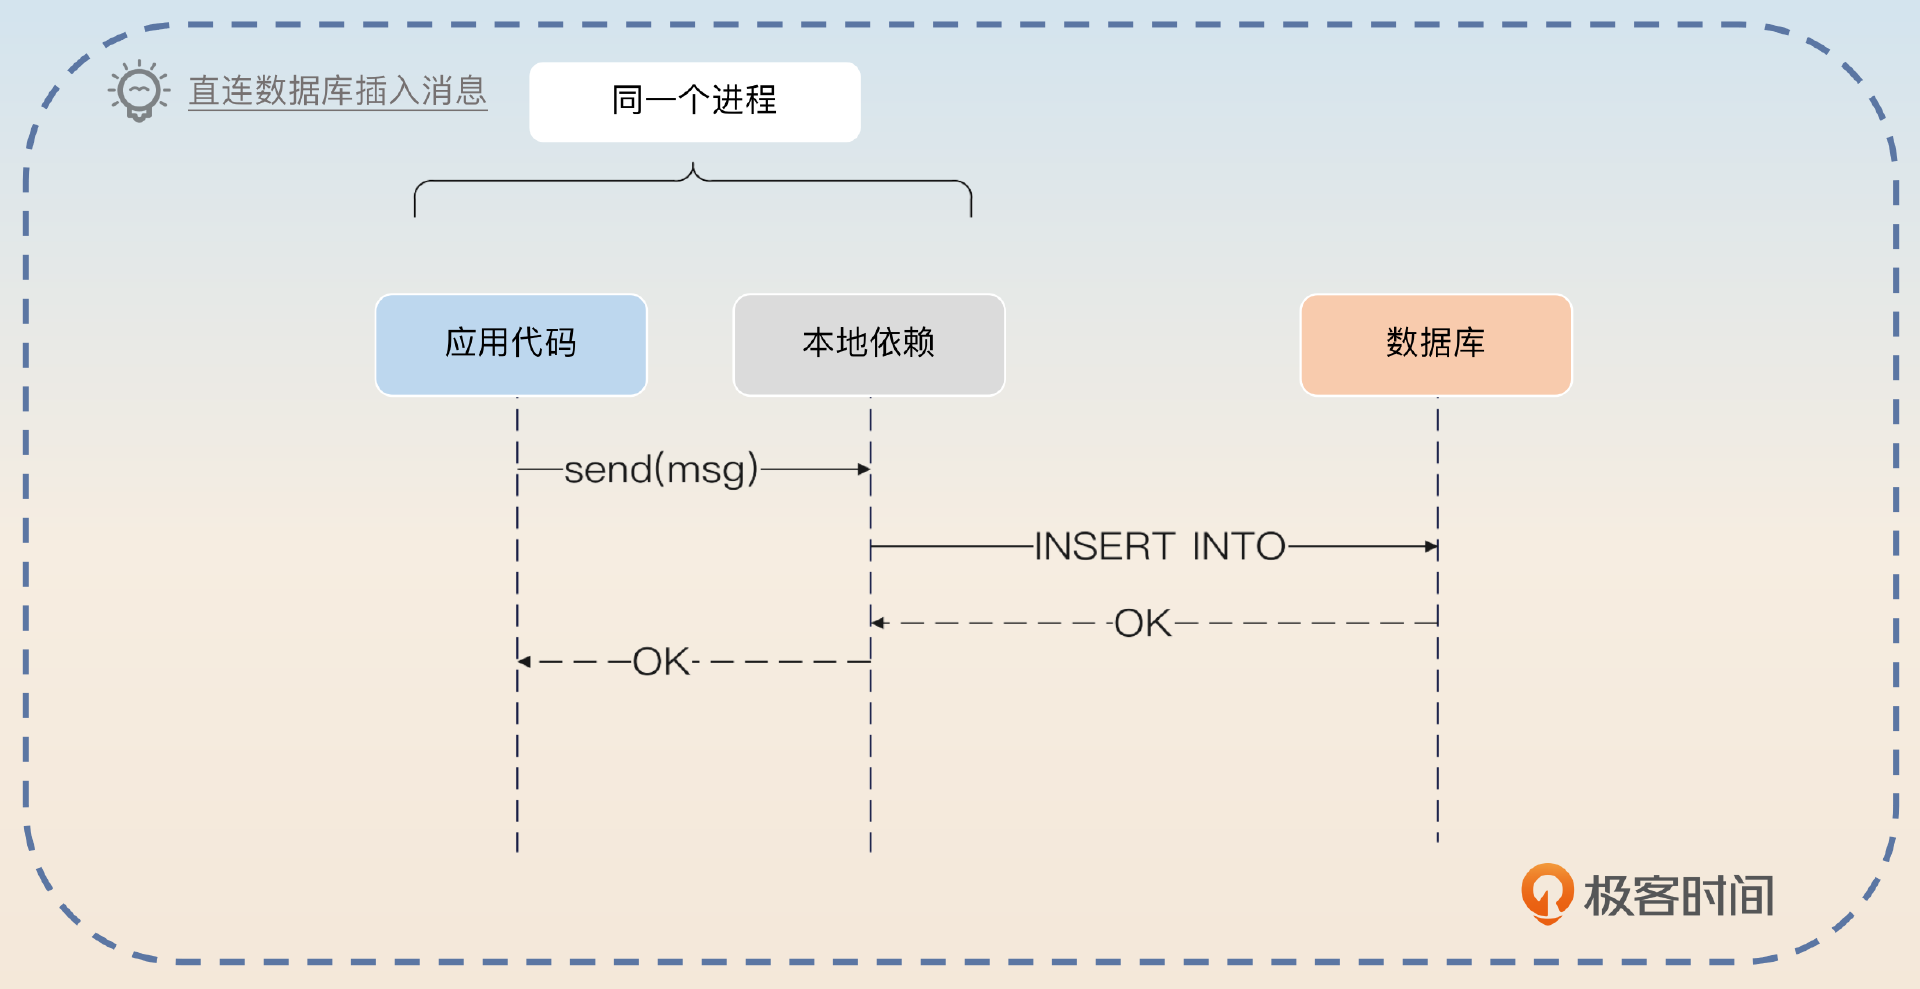 直连数据库插入消息
同一个进程
应用代码
本地依赖
数据库
send(msg)
INSERT INTO
OK
OK
极客时间